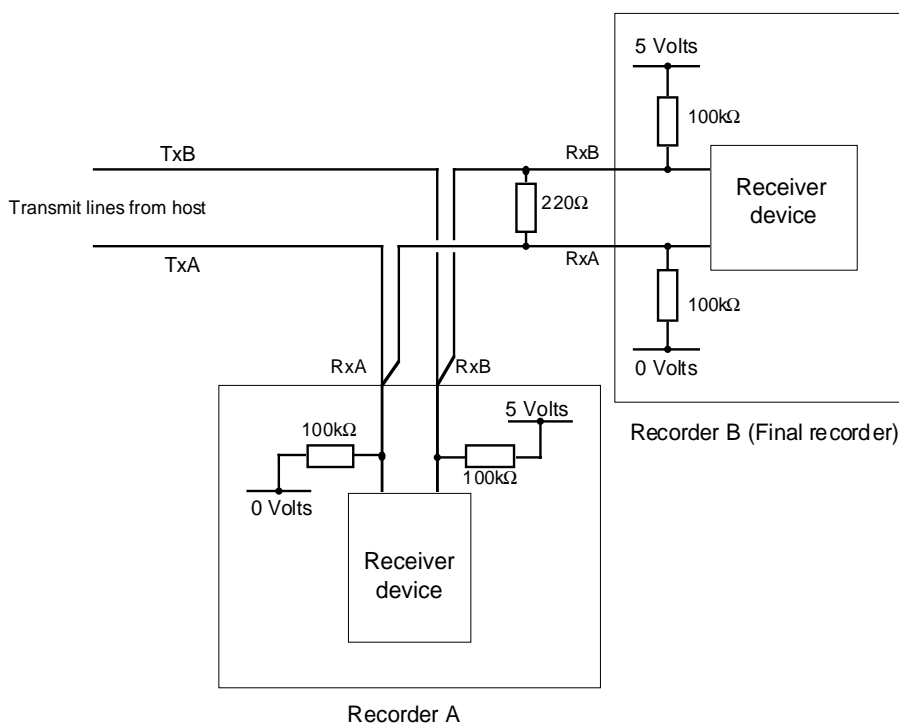 5 Volts
100kΩ
TxB
RxB
Receiver
device
Transmit lines from host
220Ω
TxA
RxA
100kΩ
0 Volts
RxA
RxB
5 Volts
Recorder B (Final recorder)
100kΩ
100kΩ
0 Volts
Receiver
device
Recorder A